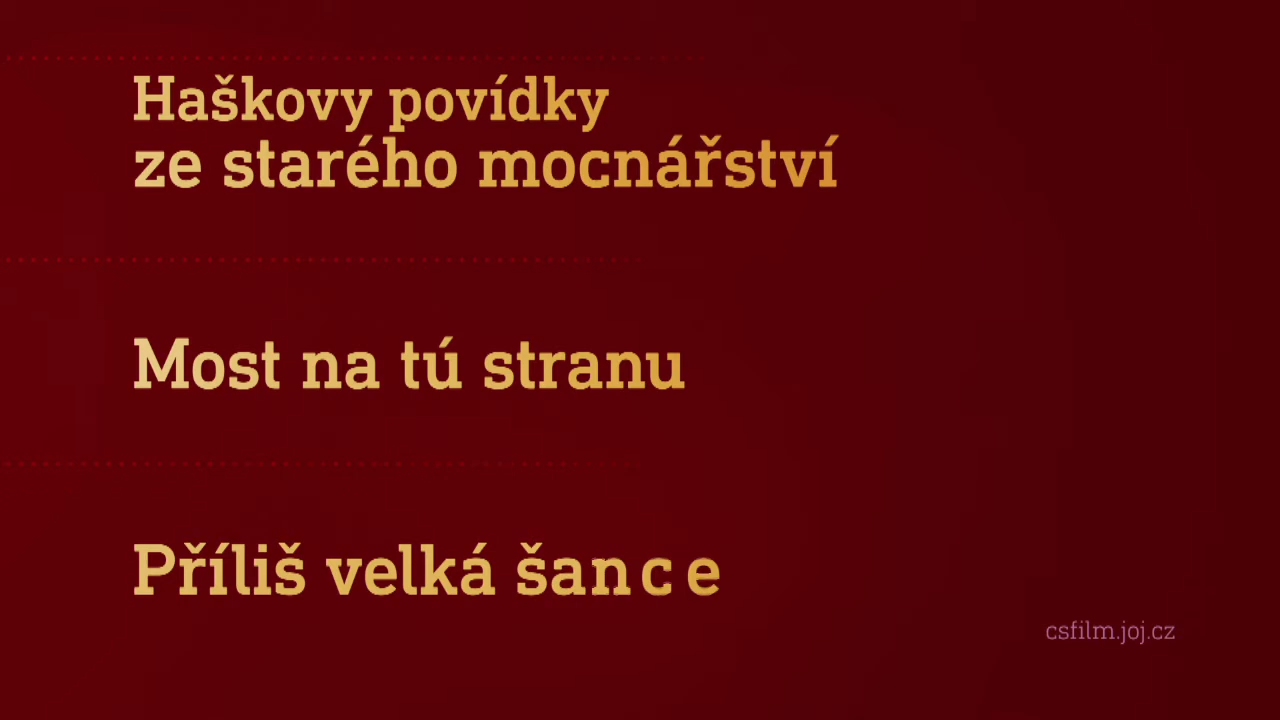 Haškovy povídky
ze starého mocnářství
Most na tú stranu
Příliš velká šance
csfilm.joj.cz